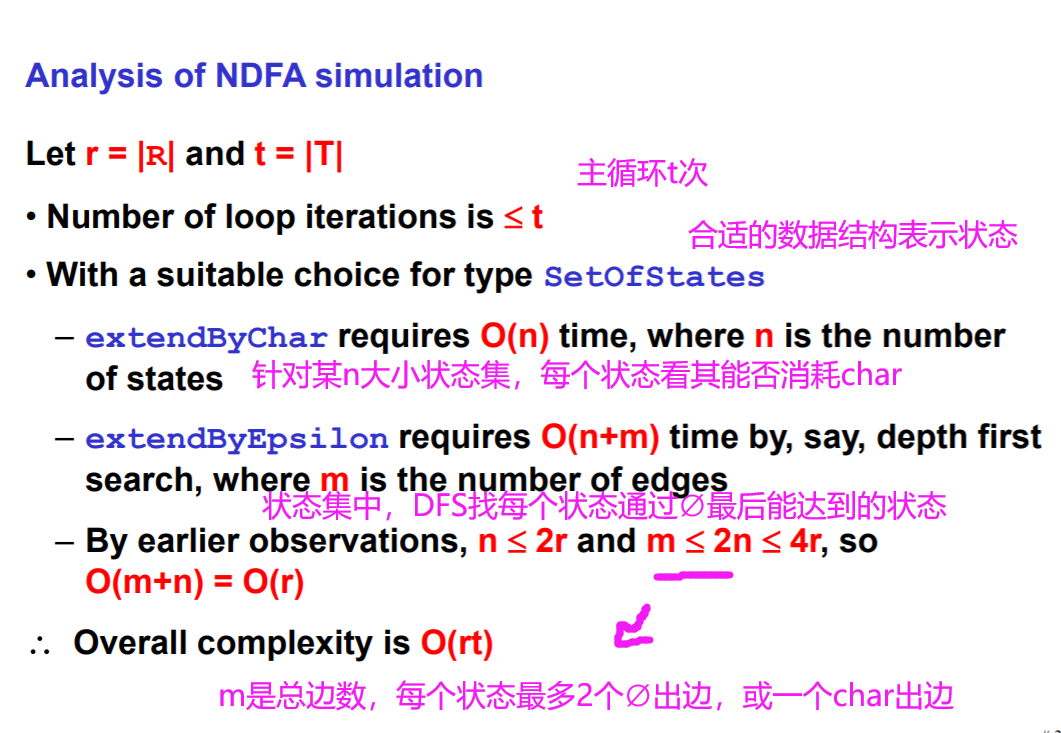 Analysis of NDFA simulation
Let r = |R| and t = |T|
主循环t次
• Number of loop iterations is ≤ t
合适的数据结构表示状态
• With a suitable choice for type SetOfStates
– extendByChar requires O(n) time, where n is the number
of states 针对某n大小状态集，每个状态看其能否消耗char
– extendByEpsilon requires O(n+m) time by, say, depth first
search, where m is the number of edges
状态集中，DFS找每个状态通过∅最后能达到的状态
– By earlier observations, n ≤ 2r and m ≤ 2n ≤ 4r, so
O(m+n) = O(r)
∴ Overall complexity is O(rt)
m是总边数，每个状态最多2个∅出边，或一个char出边